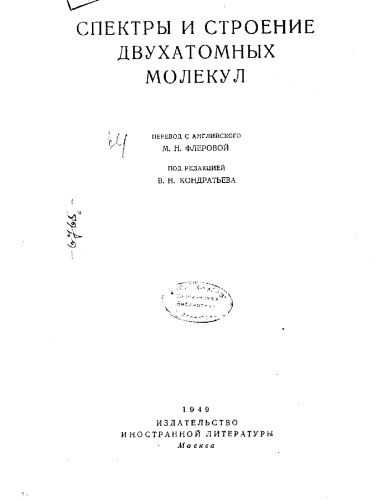 СПЕКТРЫ И СТРОЕНИЕ
ДВУХАТОМНЫХ
МОЛЕКУЛ
ПЕРЕВОД С АНГЛИЙСКОГО
М. Н. ФЛЕРОВОЙ
ПОД РЕДАКЦИЕЙ
В. Н. КОНДРАТЬЕВА
1949
ИЗДАТЕЛЬСТВО
ИНОСТРАННОЙ ЛИТЕРАТУРЫ
Москва